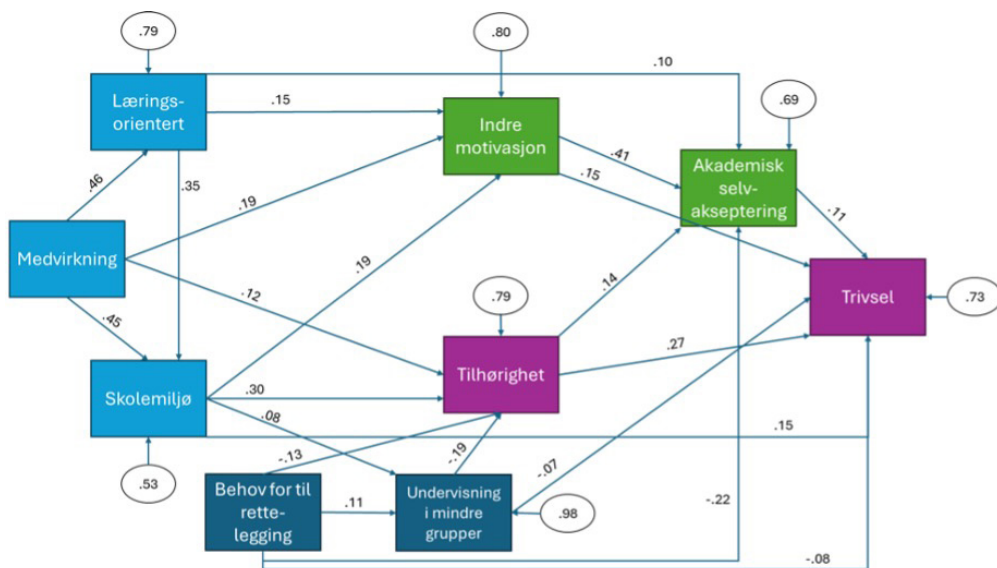 .79
.80
Lærings-
orientert
.10
.15
Indre
motivasjon
.69
.41
Akademisk
selv-
akseptering
.46
.35
.19
.15
.11
Medvirkning
.19
.14
Trivsel
.73
.12
.79
.45
.27
Skolemiljø
.30
Tilhørighet
.08
.15
-.13
-.19
-.07
.53
Behov for til
rette-
legging
.11
Undervisning
i mindre
grupper
.98
-.22
-.08